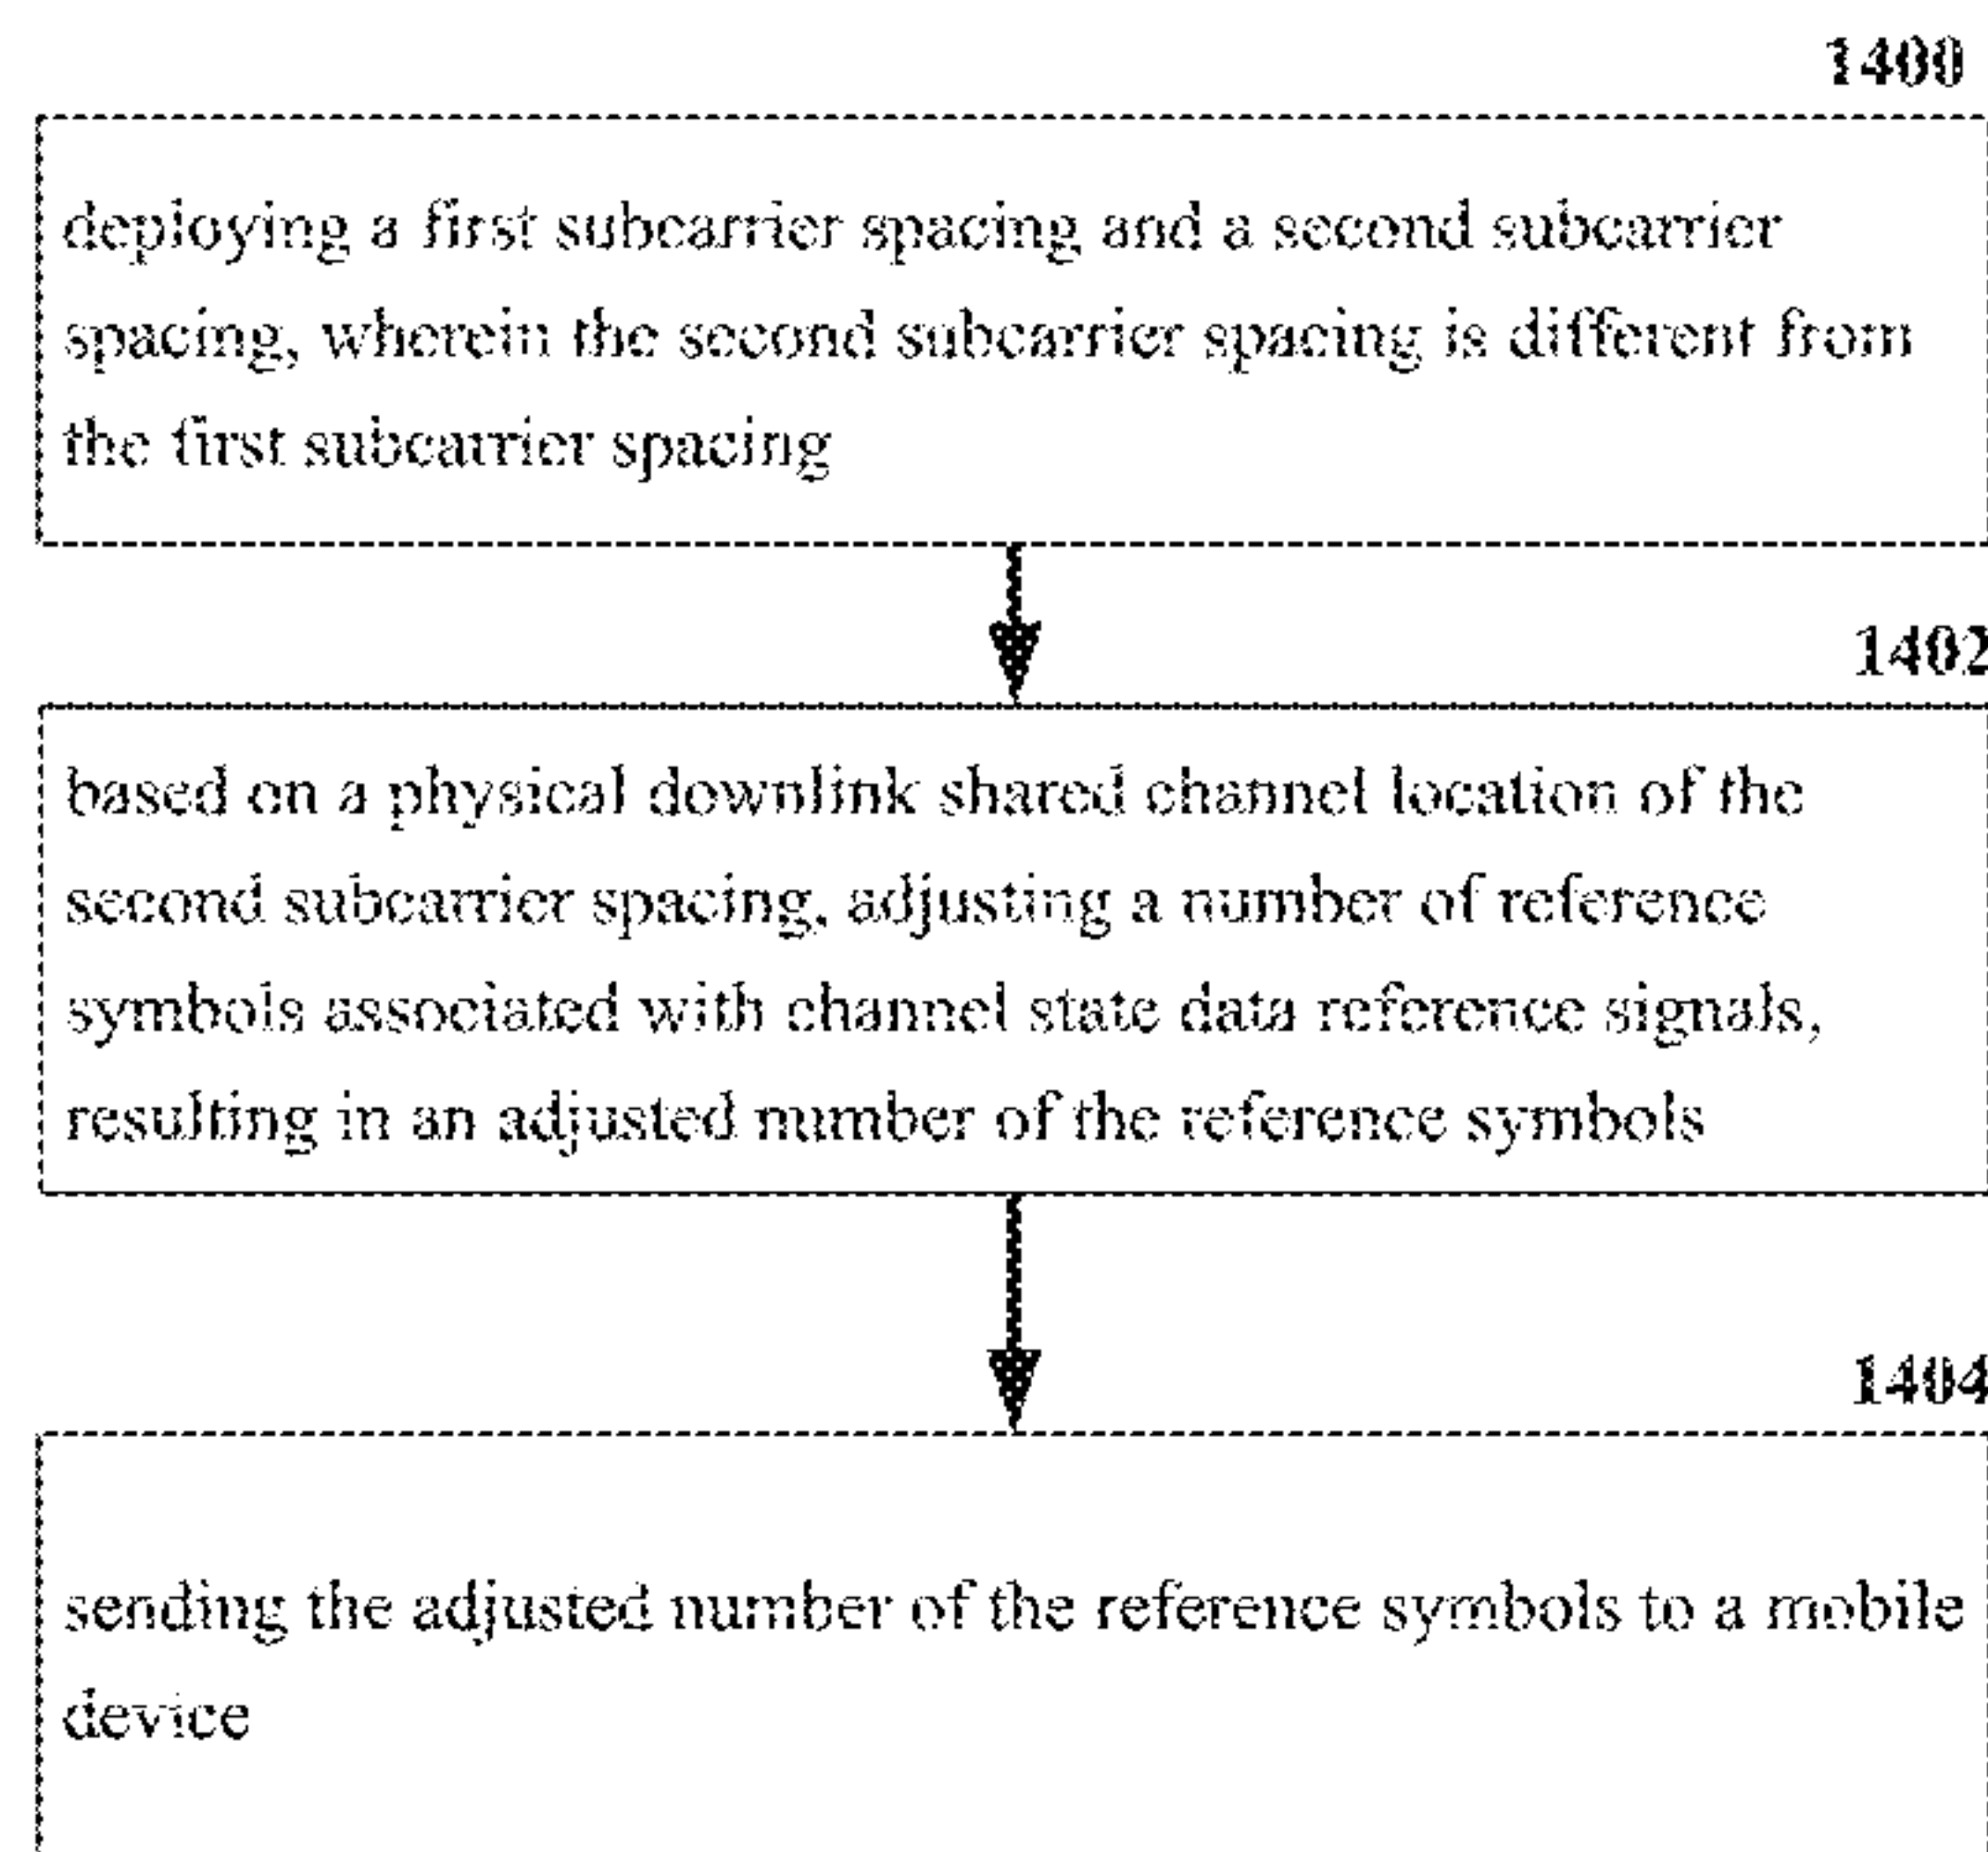 1400
deploying a first subcarrier spacing and a second subcarrier
spacing, wherein the second subcarrier spacing is different from
the first subcarrier spacing
1402
based on a physical downlink shared channel location of the
second subcarrier spacing, adjusting a number of reference
symbols associated with channel state data reference signals,
resulting in an adjusted number of the reference symbols
1404
sending the adjusted number of the reference symbols to a mobile
device